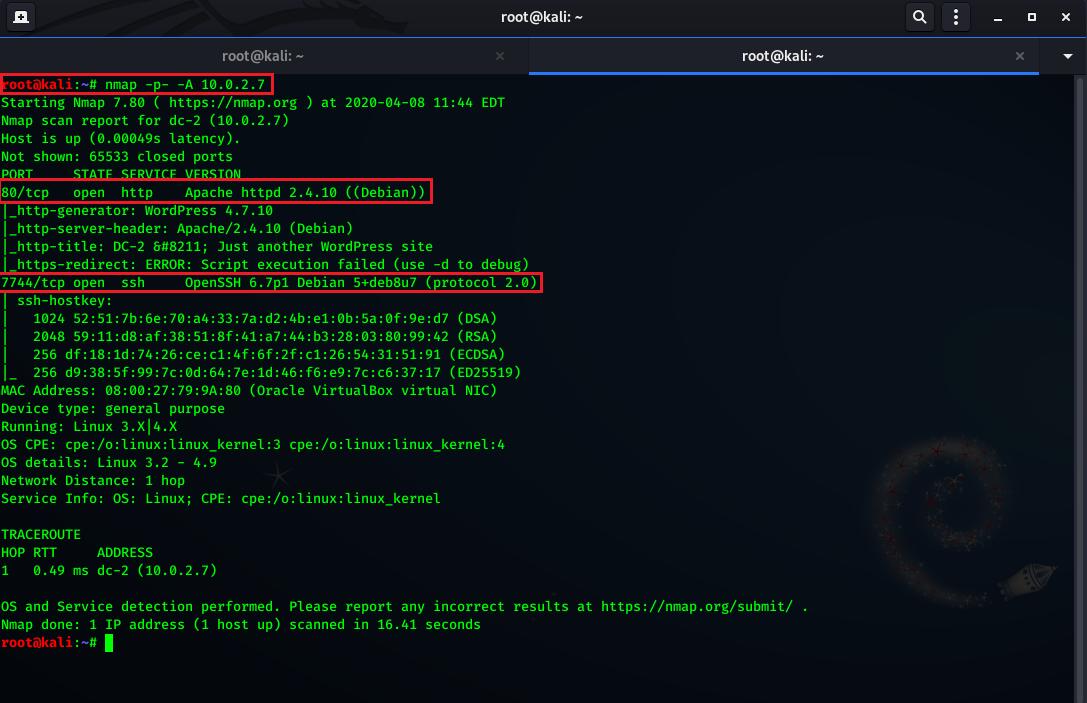 root@kali: ~
root@kali: ~
root@kali: ~
root@kali:~# nmap -p- -A 10.0.2.7
Starting Nmap 7.80 ( https://nmap.org ) at 2020-04-08 11:44 EDT
Nmap scan report for dc-2 (10.0.2.7)
Host is up (0.00049s latency).
Not shown: 65533 closed ports
PORT     STATE SERVICE VERSION
80/tcp   open  http    Apache httpd 2.4.10 ((Debian))
|_http-generator: WordPress 4.7.10
|_http-server-header: Apache/2.4.10 (Debian)
|_http-title: DC-2 &#8211; Just another WordPress site
|_https-redirect: ERROR: Script execution failed (use -d to debug)
7744/tcp open  ssh     OpenSSH 6.7p1 Debian 5+deb8u7 (protocol 2.0)
| ssh-hostkey:
|   1024 52:51:7b:6e:70:a4:33:7a:d2:4b:e1:0b:5a:0f:9e:d7 (DSA)
|   2048 59:11:d8:af:38:51:8f:41:a7:44:b3:28:03:80:99:42 (RSA)
|   256 df:18:1d:74:26:ce:c1:4f:6f:2f:c1:26:54:31:51:91 (ECDSA)
|_  256 d9:38:5f:99:7c:0d:64:7e:1d:46:f6:e9:7c:c6:37:17 (ED25519)
MAC Address: 08:00:27:79:9A:80 (Oracle VirtualBox virtual NIC)
Device type: general purpose
Running: Linux 3.X|4.X
OS CPE: cpe:/o:linux:linux_kernel:3 cpe:/o:linux:linux_kernel:4
OS details: Linux 3.2 - 4.9
Network Distance: 1 hop
Service Info: OS: Linux; CPE: cpe:/o:linux:linux_kernel
TRACEROUTE
HOP RTT     ADDRESS
1   0.49 ms dc-2 (10.0.2.7)
OS and Service detection performed. Please report any incorrect results at https://nmap.org/submit/ .
Nmap done: 1 IP address (1 host up) scanned in 16.41 seconds
root@kali:~#